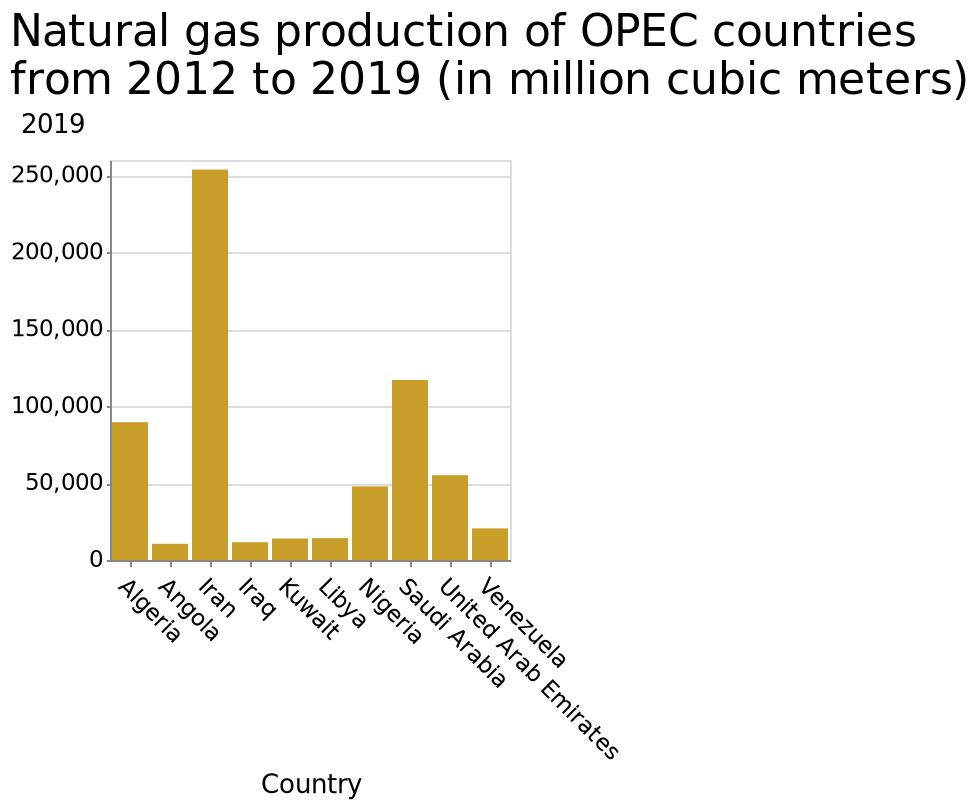 Natural gas production of OPEC countries
from 2012 to 2019 (in million cubic meters)
2019
250,000
200,000
150,000
100,000
50,000
0
Algeria
Angola
Iran
Iraq
Kuwait
Libya
Nigeria
Saudi Arabia
United Arab Emirates
Venezuela
Country